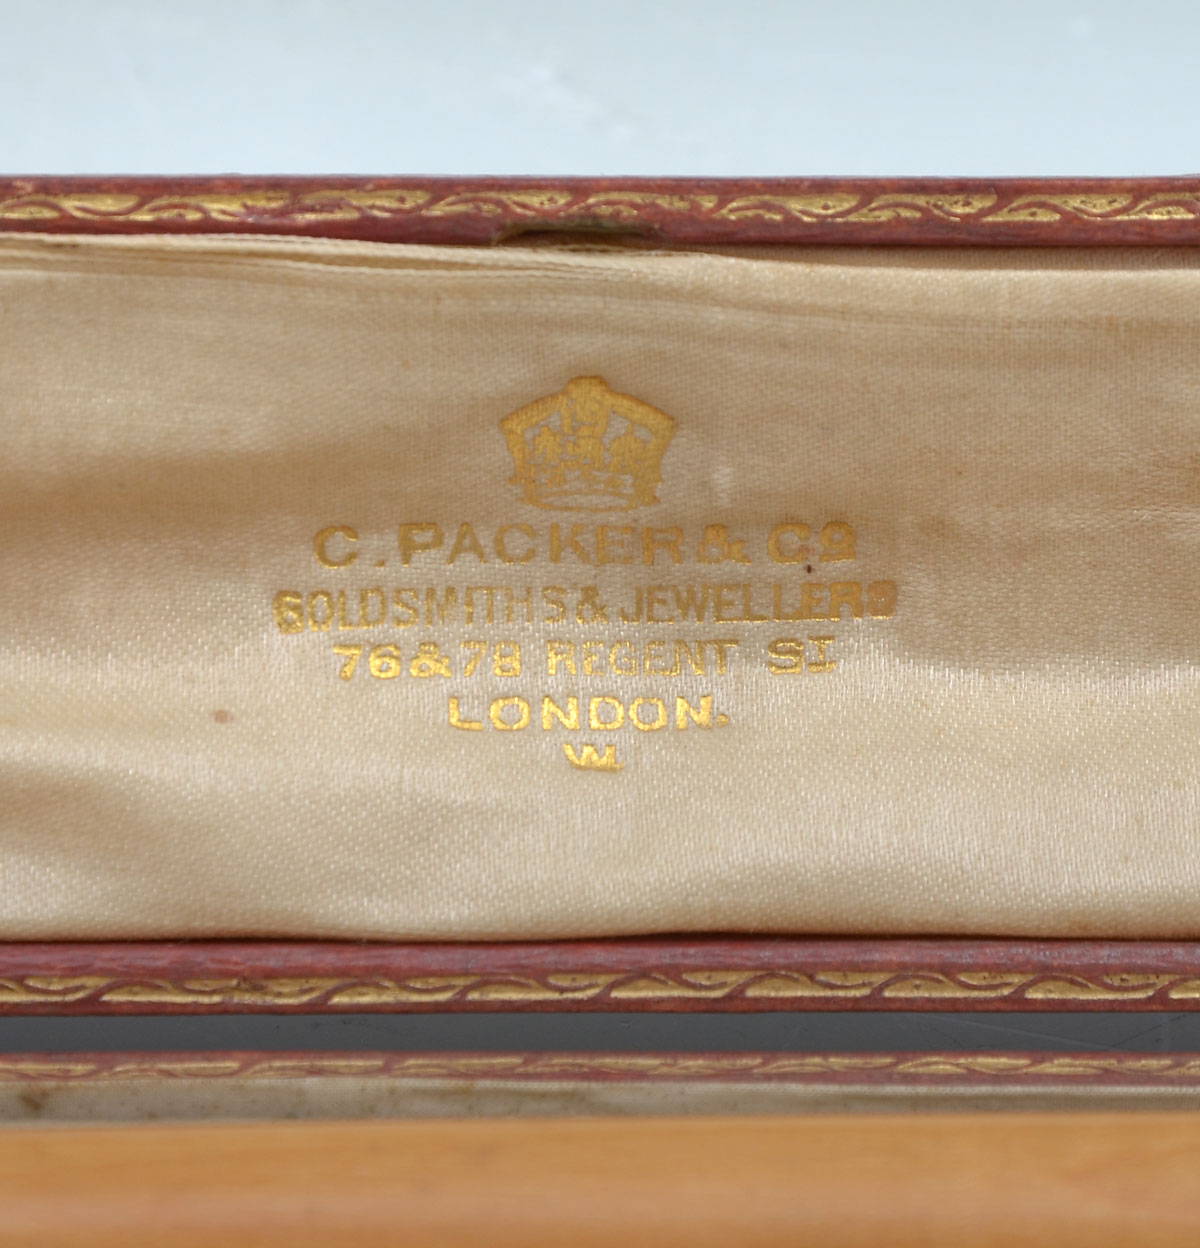 C. PACKER & Co
GOLDSMITHS & JEWELLERS
76 & 78 REGENT ST
LONDON.
W.